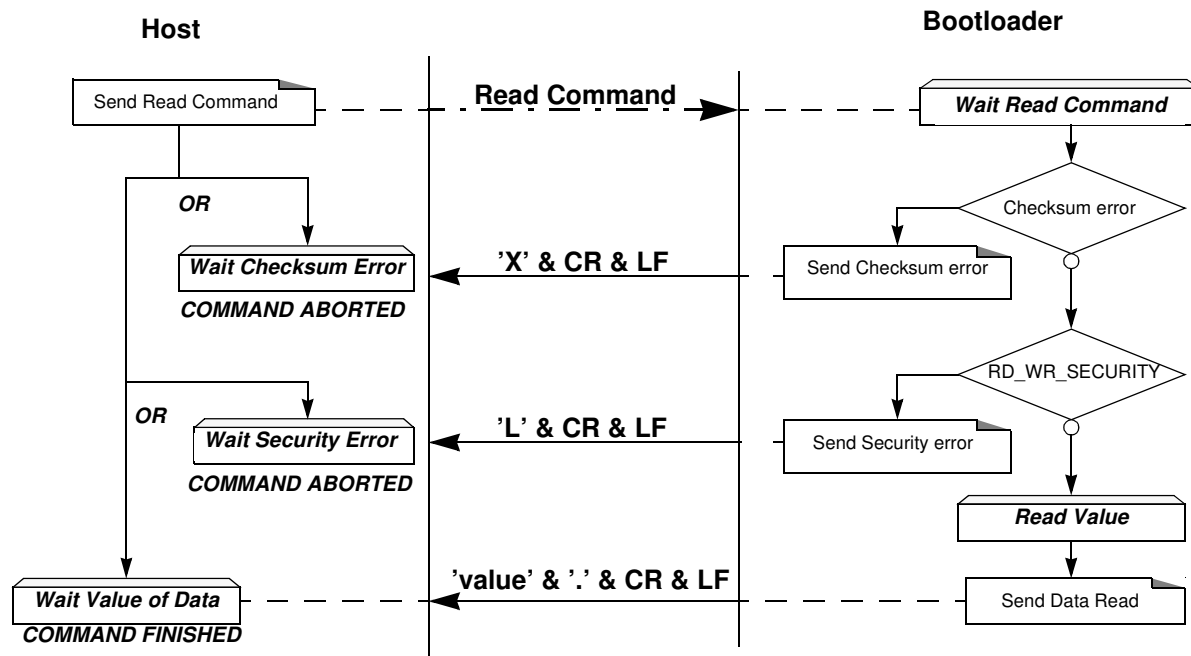 Host
Bootloader
Send Read Command
Read Command
Wait Read Command
OR
Checksum error
Wait Checksum Error
'X' & CR & LF
Send Checksum error
COMMAND ABORTED
RD_WR_SECURITY
OR
Wait Security Error
'L' & CR & LF
Send Security error
COMMAND ABORTED
Read Value
Wait Value of Data
'value' & '.' & CR & LF
Send Data Read
COMMAND FINISHED